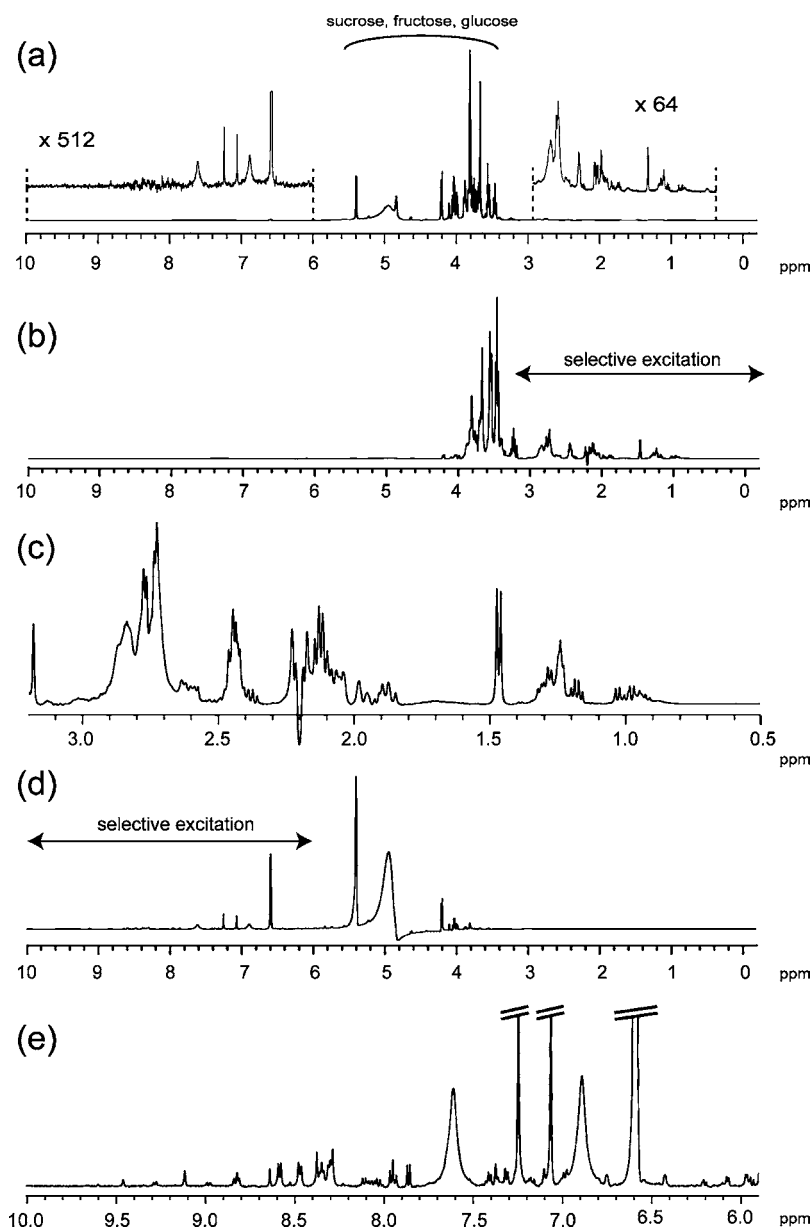 sucrose, fructose, glucose
(a)
x 512
x 64
10 9 8 7 6 5 4 3 2 1 0 ppm
(b)
selective excitation
10 9 8 7 6 5 4 3 2 1 0 ppm
(c)
3.0 2.5 2.0 1.5 1.0 0.5
ppm
(d)
selective excitation
10 9 8 7 6 5 4 3 2 1 0 ppm
(e)
10.0 9.5 9.0 8.5 8.0 7.5 7.0 6.5 6.0 ppm